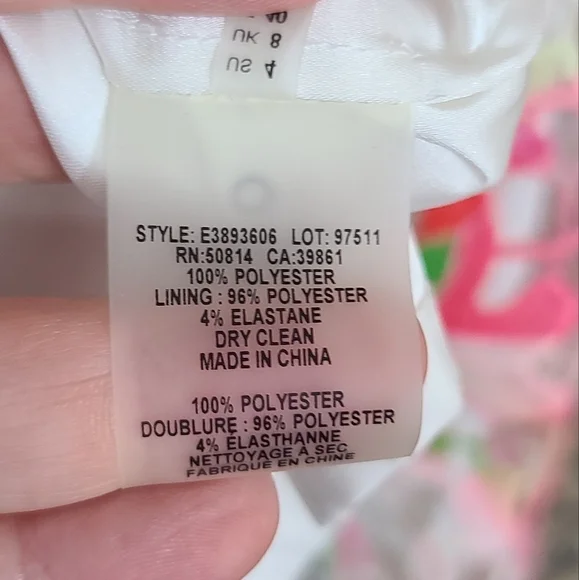 UK 8
US 4
STYLE: E3893606 LOT: 97511
RN:50814 CA:39861
100% POLYESTER
LINING : 96% POLYESTER
4% ELASTANE
DRY CLEAN
MADE IN CHINA
100% POLYESTER
DOUBLURE : 96% POLYESTER
4% ÉLASTHANNE
NETTOYAGE A SEC
FABRIQUE EN CHINE